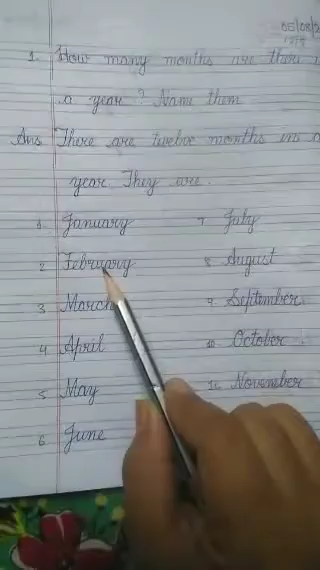 1. How many months are there
a year? Name them
Ans There are twelve months in a
year. They are.
1. January
2 February
3 March
4 April
5 May
6 June
7 July
8 August
9. September
10. October
11. November